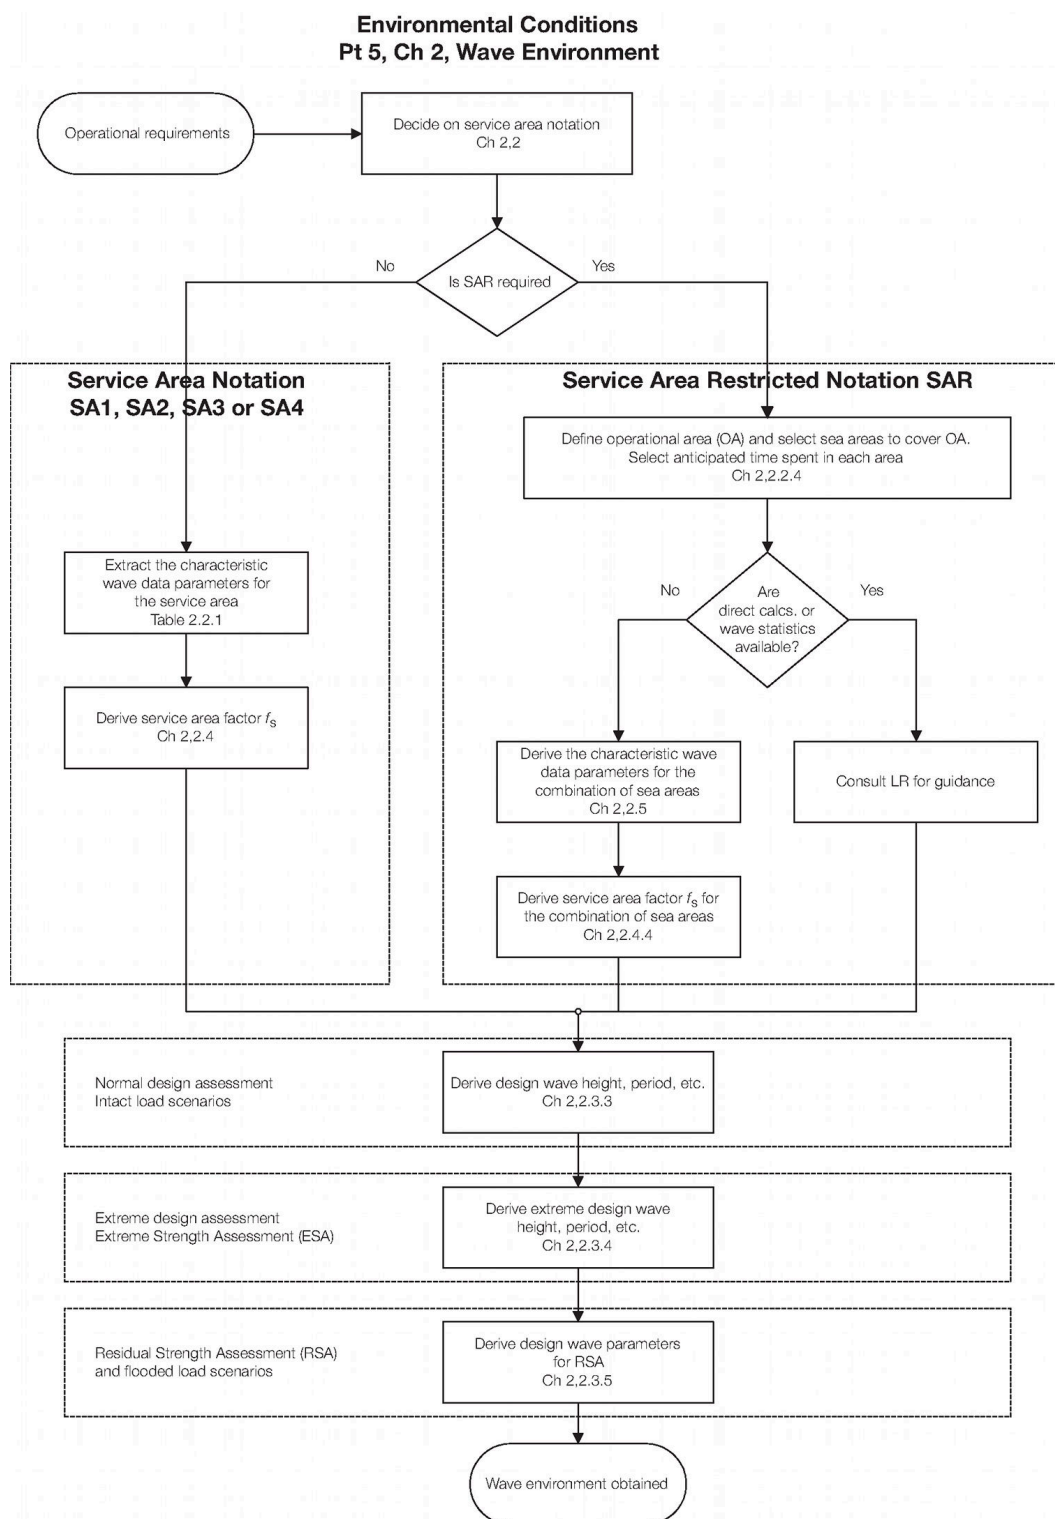 Environmental Conditions
Pt 5, Ch 2, Wave Environment
Operational requirements
Decide on service area notation
Ch 2,2
Is SAR required
No
Yes
Service Area Notation
SA1, SA2, SA3 or SA4
Extract the characteristic
wave data parameters for
the service area
Table 2.2.1
Derive service area factor fs
Ch 2,2.4
Service Area Restricted Notation SAR
Define operational area (OA) and select sea areas to cover OA.
Select anticipated time spent in each area
Ch 2,2.2.4
Are
direct calcs. or
wave statistics
available?
No
Yes
Derive the characteristic wave
data parameters for the
combination of sea areas
Ch 2,2.5
Consult LR for guidance
Derive service area factor fs for
the combination of sea areas
Ch 2,2.4.4
Normal design assessment
Intact load scenarios
Derive design wave height, period, etc.
Ch 2,2.3.3
Extreme design assessment
Extreme Strength Assessment (ESA)
Derive extreme design wave
height, period, etc.
Ch 2,2.3.4
Residual Strength Assessment (RSA)
and flooded load scenarios
Derive design wave parameters
for RSA
Ch 2,2.3.5
Wave environment obtained